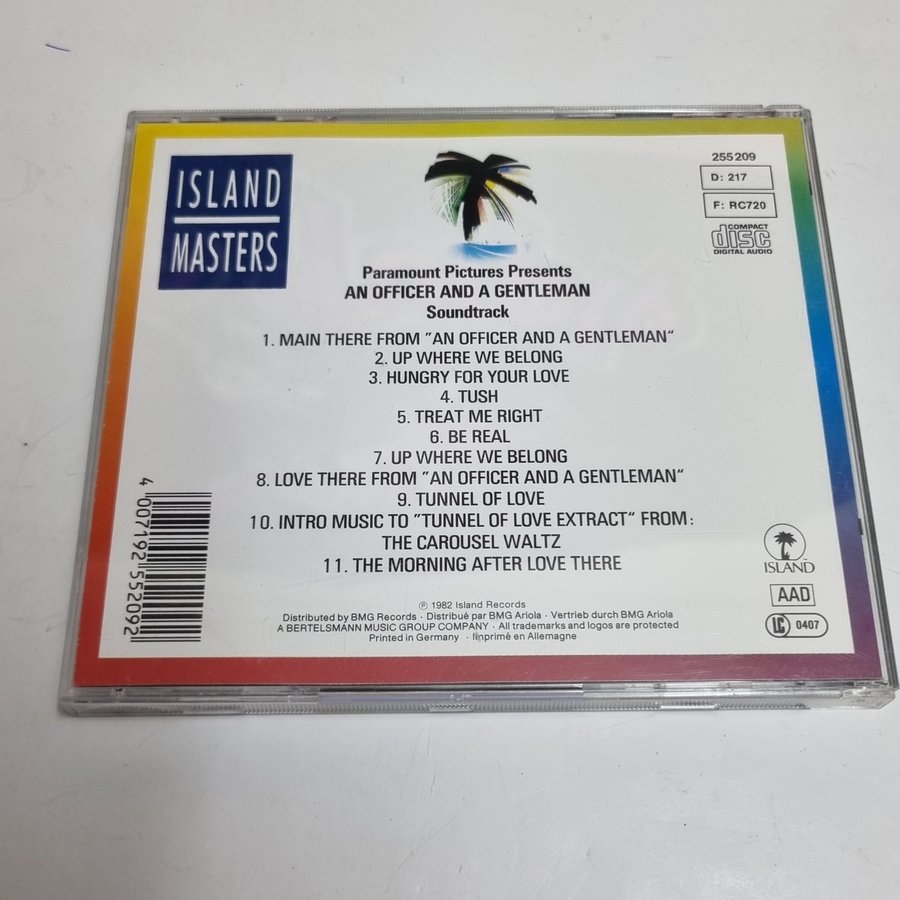 ISLAND
MASTERS
255 209
D: 217
F: RC720
COMPACT
disc
DIGITAL AUDIO
Paramount Pictures Presents
AN OFFICER AND A GENTLEMAN
Soundtrack
1. MAIN THERE FROM "AN OFFICER AND A GENTLEMAN"
2. UP WHERE WE BELONG
3. HUNGRY FOR YOUR LOVE
4. TUSH
5. TREAT ME RIGHT
6. BE REAL
7. UP WHERE WE BELONG
8. LOVE THERE FROM "AN OFFICER AND A GENTLEMAN"
9. TUNNEL OF LOVE
10. INTRO MUSIC TO "TUNNEL OF LOVE EXTRACT" FROM:
THE CAROUSEL WALTZ
11. THE MORNING AFTER LOVE THERE
4 007192 552092
ISLAND
AAD
LC 0407
℗ 1982 Island Records
Distributed by BMG Records · Distribué par BMG Ariola · Vertrieb durch BMG Ariola
A BERTELSMANN MUSIC GROUP COMPANY · All trademarks and logos are protected
Printed in Germany · Imprimé en Allemagne